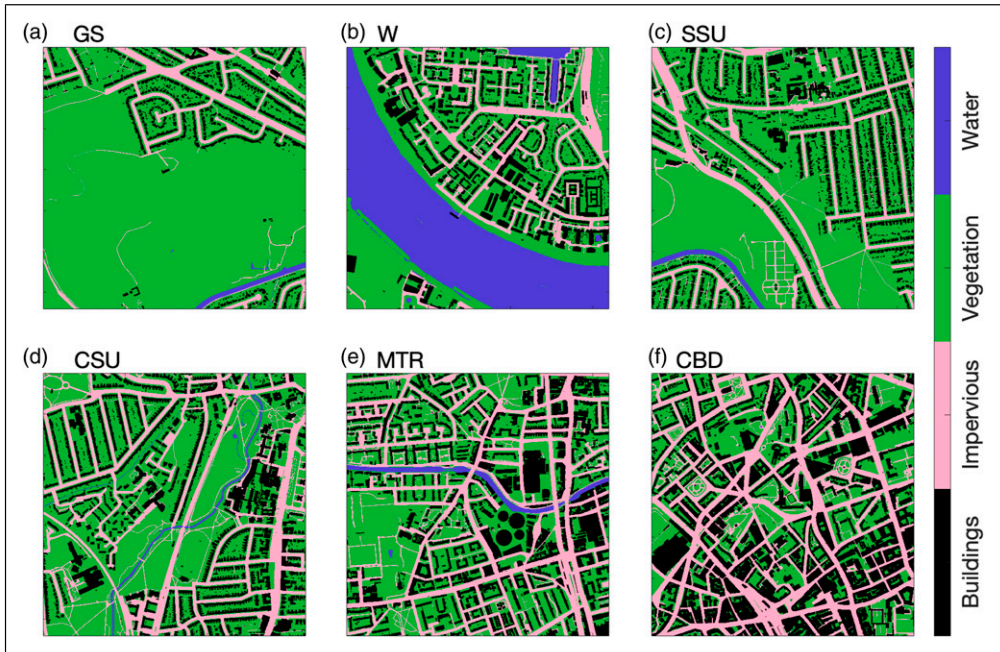 (a) GS
(b) W
(c) SSU
(d) CSU
(e) MTR
(f) CBD
Water
Vegetation
Impervious
Buildings